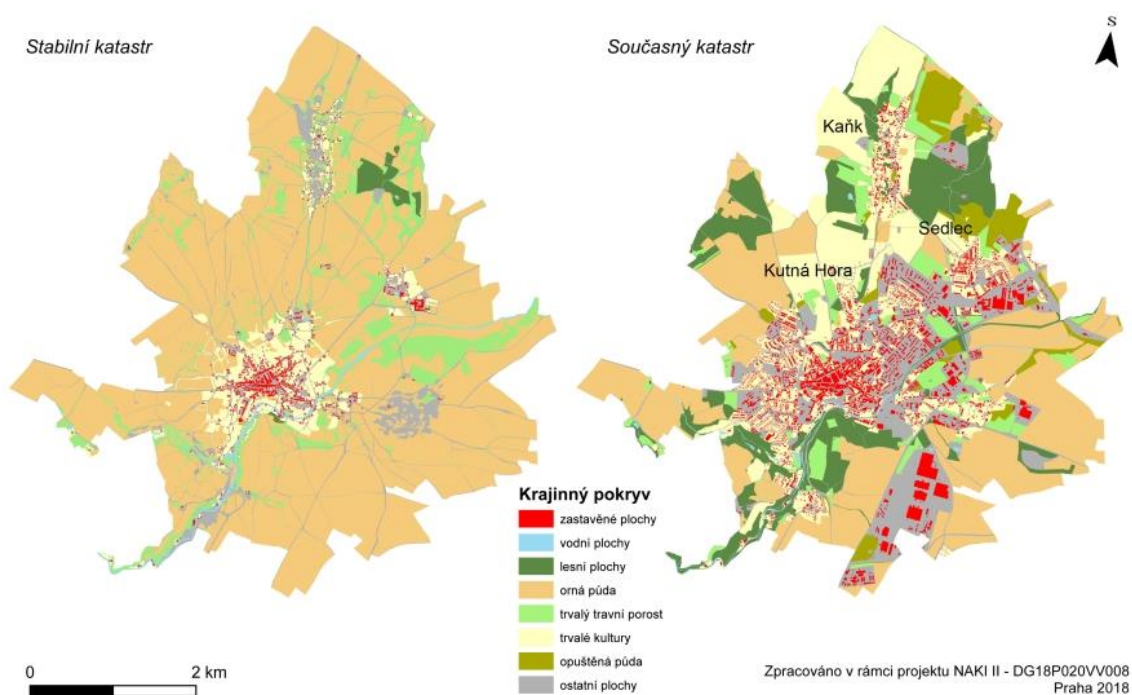 Stabilní katastr
Současný katastr
S
Kaňk
Sedlec
Kutná Hora
Krajinný pokryv
zastavěné plochy
vodní plochy
lesní plochy
orná půda
trvalý travní porost
trvalé kultury
opuštěná půda
ostatní plochy
0 2 km
Zpracováno v rámci projektu NAKI II - DG18P020VV008
Praha 2018